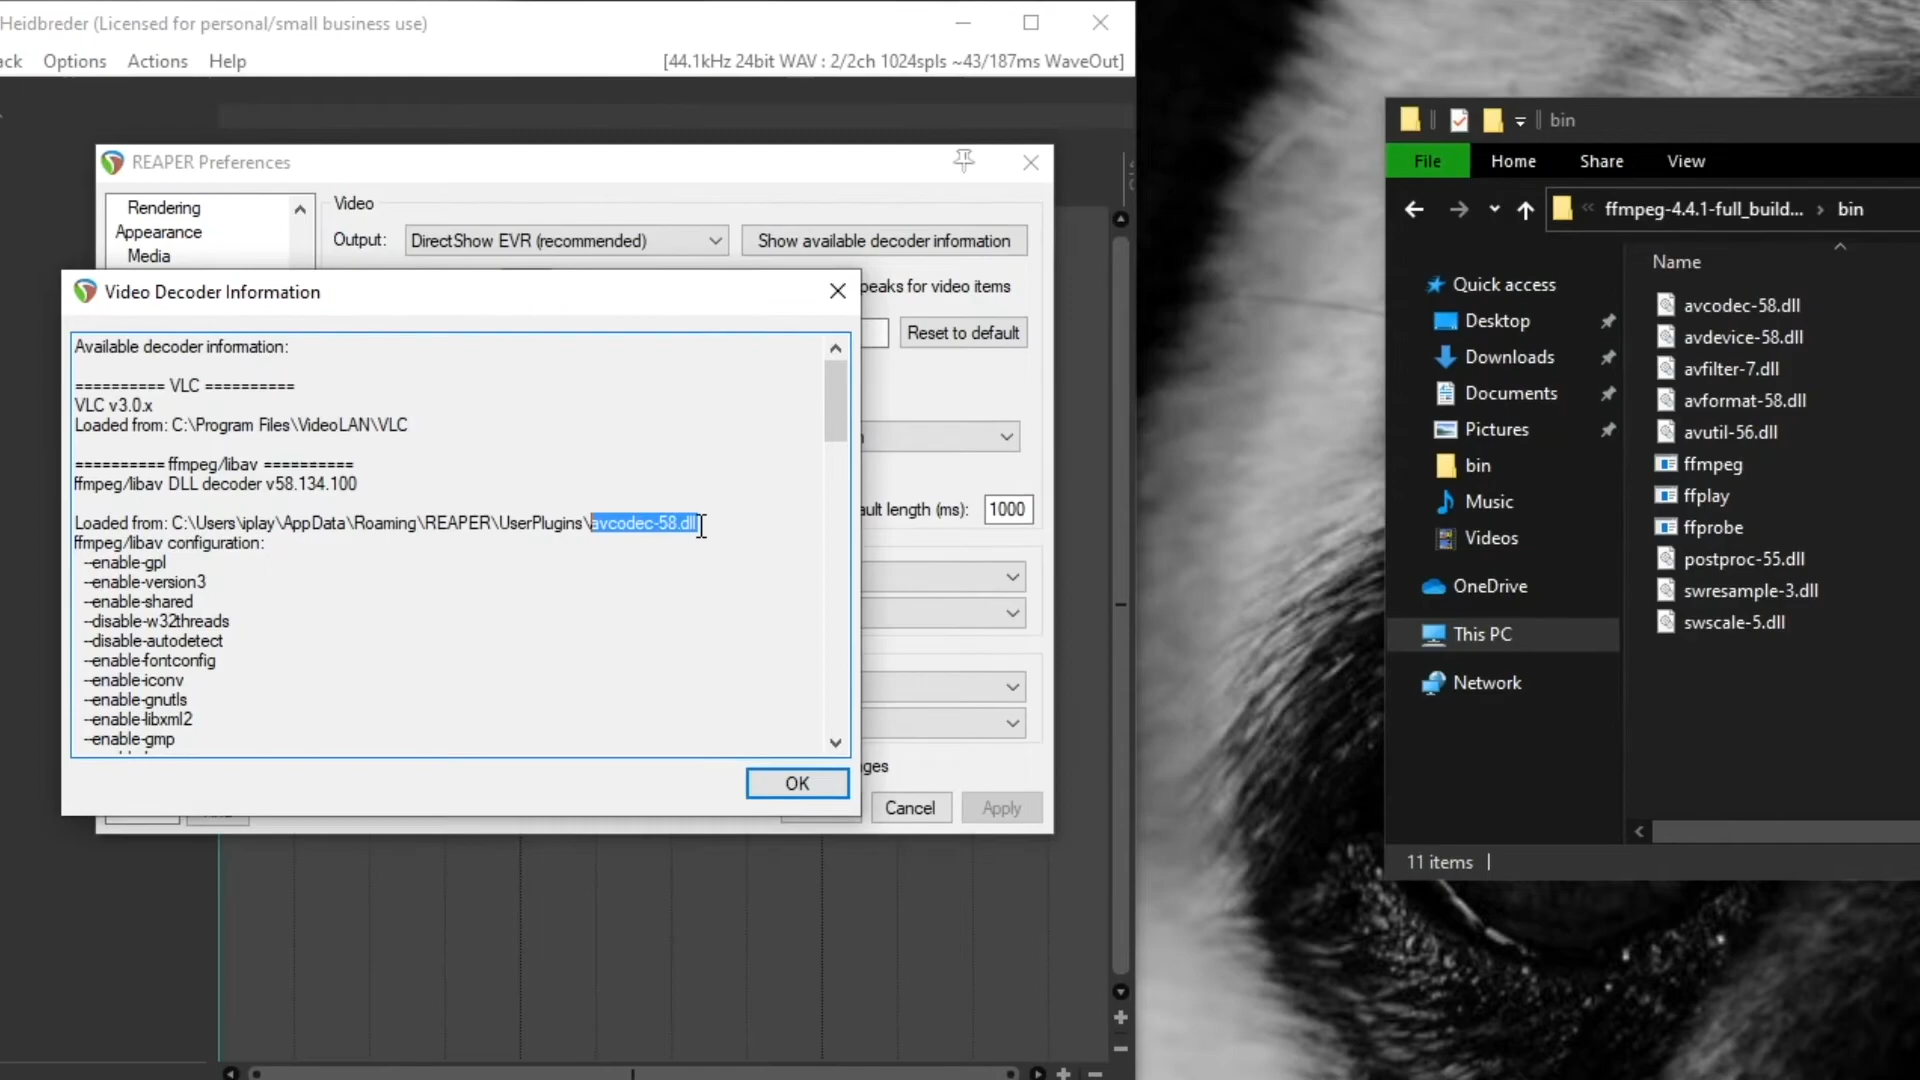 Heidbreder (Licensed for personal/small business use)
Options Actions Help
[44.1kHz 24bit WAV : 2/2ch 1024spls ~43/187ms WaveOut]
REAPER Preferences
Rendering
Appearance
Media
Video
Output:
DirectShow EVR (recommended)
Show available decoder information
peaks for video items
Reset to default
ault length (ms):
1000
ges
Cancel
Apply
Video Decoder Information
Available decoder information:
========== VLC ==========
VLC v3.0.x
Loaded from: C:\Program Files\VideoLAN\VLC
========== ffmpeg/libav ==========
ffmpeg/libav DLL decoder v58.134.100
Loaded from: C:\Users\iplay\AppData\Roaming\REAPER\UserPlugins\avcodec-58.dll
ffmpeg/libav configuration:
--enable-gpl
--enable-version3
--enable-shared
--disable-w32threads
--disable-autodetect
--enable-fontconfig
--enable-iconv
--enable-gnutls
--enable-libxml2
--enable-gmp
OK
bin
File Home Share View
« ffmpeg-4.4.1-full_build... › bin
Quick access
Desktop
Downloads
Documents
Pictures
bin
Music
Videos
OneDrive
This PC
Network
Name
avcodec-58.dll
avdevice-58.dll
avfilter-7.dll
avformat-58.dll
avutil-56.dll
ffmpeg
ffplay
ffprobe
postproc-55.dll
swresample-3.dll
swscale-5.dll
11 items